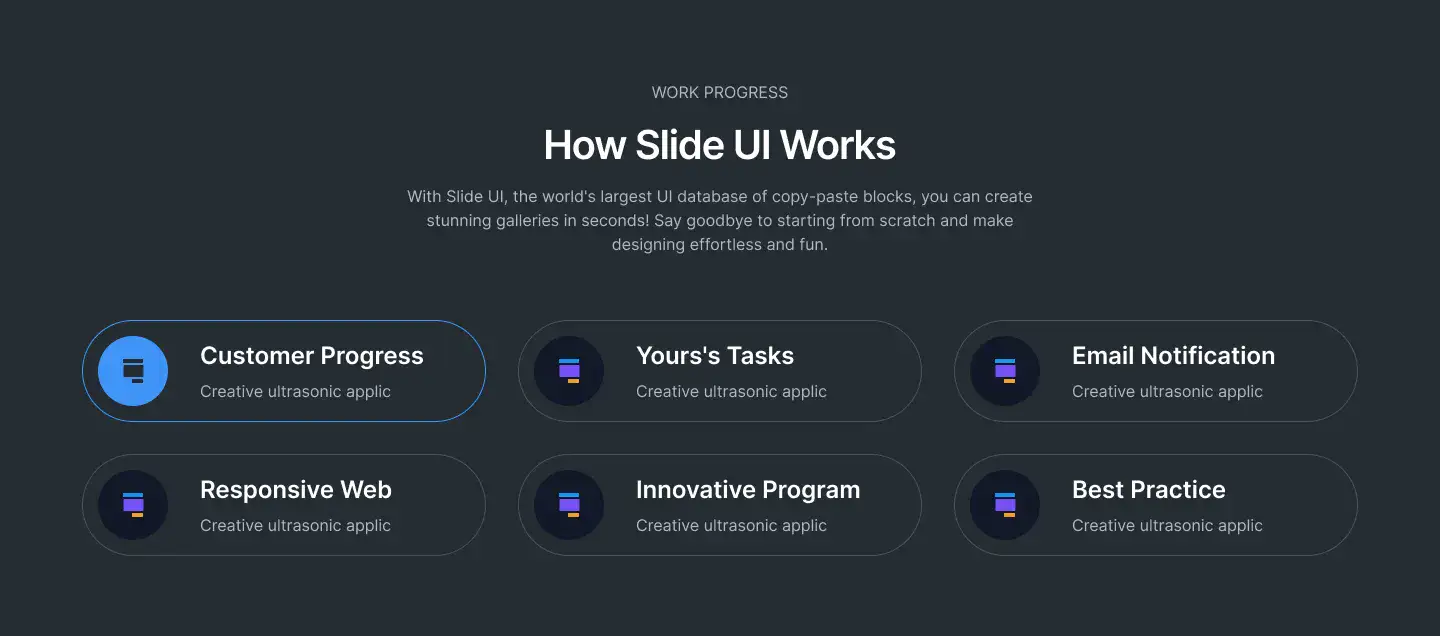 WORK PROGRESS
How Slide UI Works
With Slide UI, the world's largest UI database of copy-paste blocks, you can create
stunning galleries in seconds! Say goodbye to starting from scratch and make
designing effortless and fun.
Customer Progress
Creative ultrasonic applic
Yours's Tasks
Creative ultrasonic applic
Email Notification
Creative ultrasonic applic
Responsive Web
Creative ultrasonic applic
Innovative Program
Creative ultrasonic applic
Best Practice
Creative ultrasonic applic